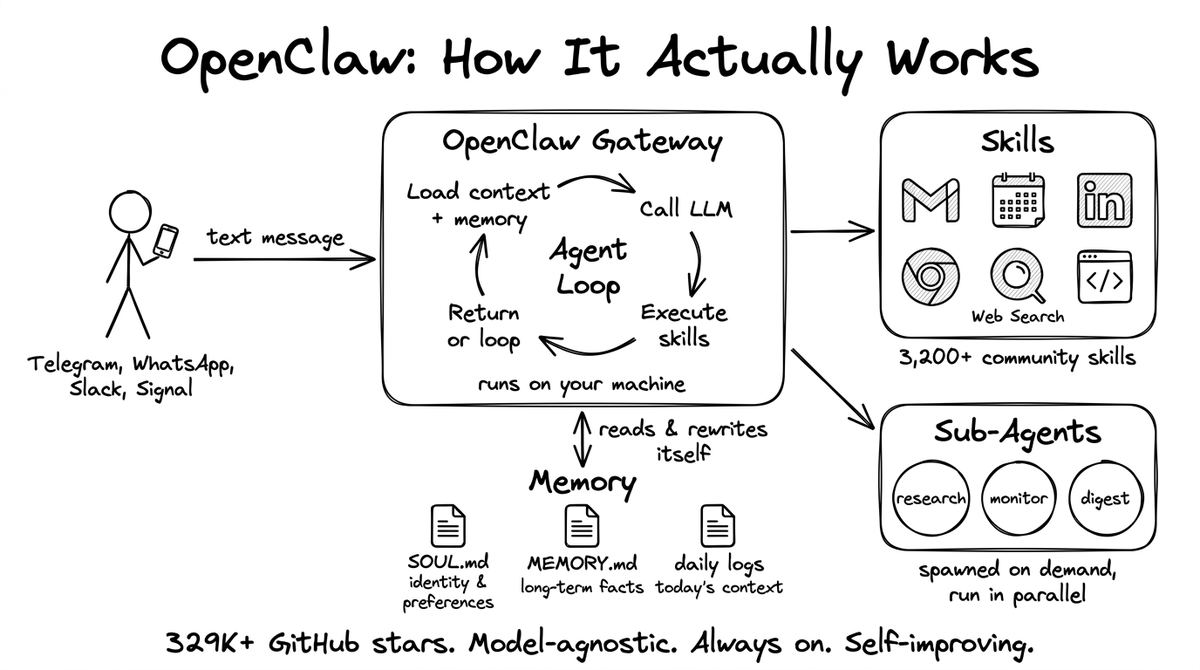 OpenClaw: How It Actually Works
text message
Telegram, WhatsApp,
Slack, Signal
OpenClaw Gateway
Load context
+ memory
Call LLM
Agent
Loop
Return
or loop
Execute
skills
runs on your machine
reads & rewrites
itself
Memory
SOUL.md
identity &
preferences
MEMORY.md
long-term facts
daily logs
today's context
Skills
in
</>
Web Search
3,200+ community skills
Sub-Agents
research
monitor
digest
spawned on demand,
run in parallel
329K+ GitHub stars. Model-agnostic. Always on. Self-improving.